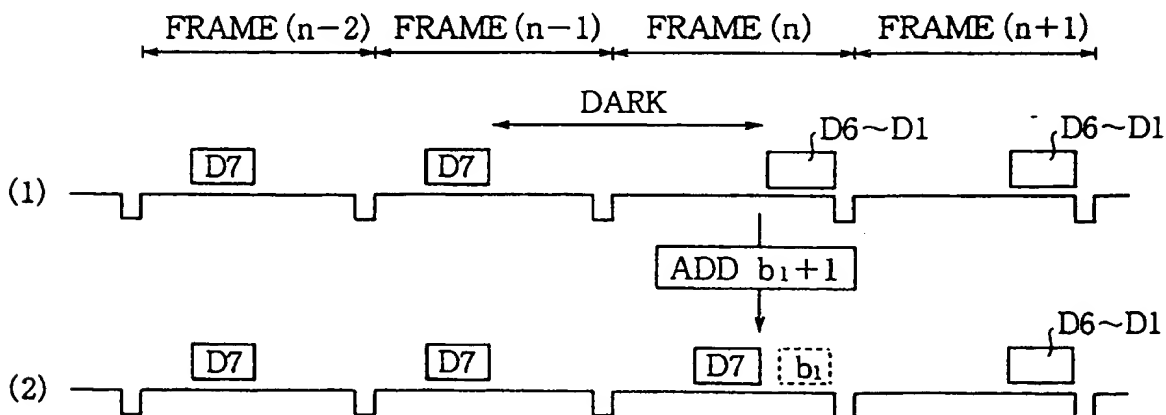 FRAME (n−2) FRAME (n−1) FRAME (n) FRAME (n+1)
DARK
D6~D1 D6~D1
(1) D7 D7
ADD b₁+1
D6~D1
(2) D7 D7 D7 b₁